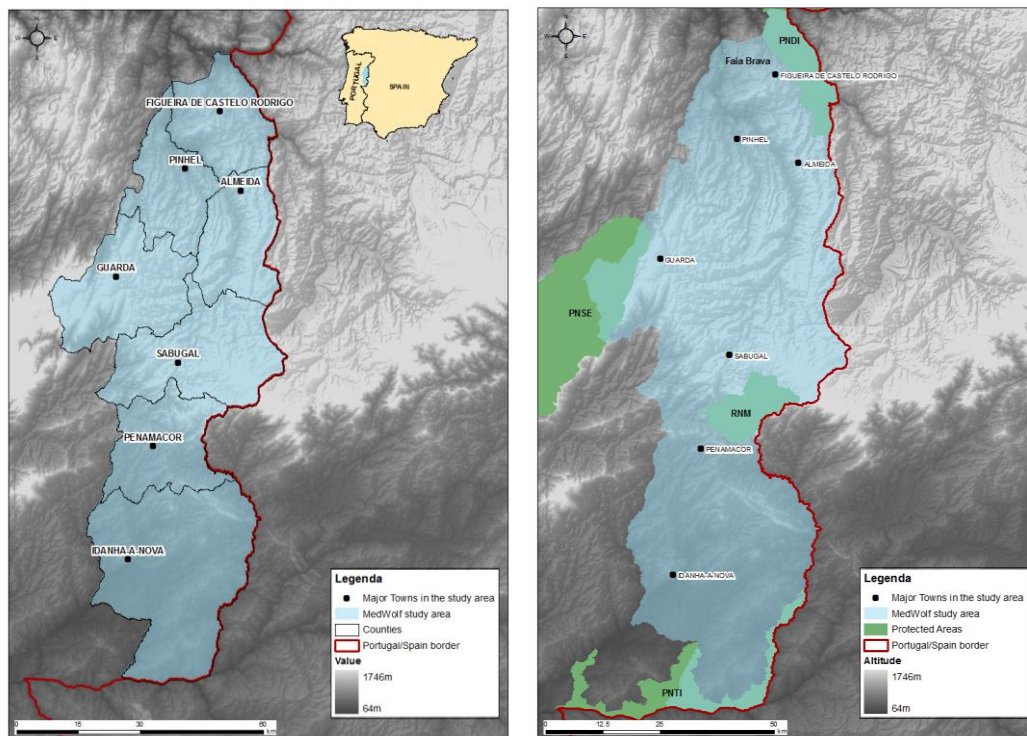 N
W E
S
PORTUGAL
SPAIN
FIGUEIRA DE CASTELO RODRIGO
PINHEL
ALMEIDA
GUARDA
SABUGAL
PENAMACOR
IDANHA-A-NOVA
Legenda
Major Towns in the study area
MedWolf study area
Counties
Portugal/Spain border
Value
1746m
64m
0 15 30 60
km
N
W E
S
PNDI
Faia Brava
FIGUEIRA DE CASTELO RODRIGO
PINHEL
ALMEIDA
GUARDA
PNSE
SABUGAL
RNM
PENAMACOR
IDANHA-A-NOVA
PNTI
Legenda
Major Towns in the study area
MedWolf study area
Protected Areas
Portugal/Spain border
Altitude
1746m
64m
0 12.5 25 50
km